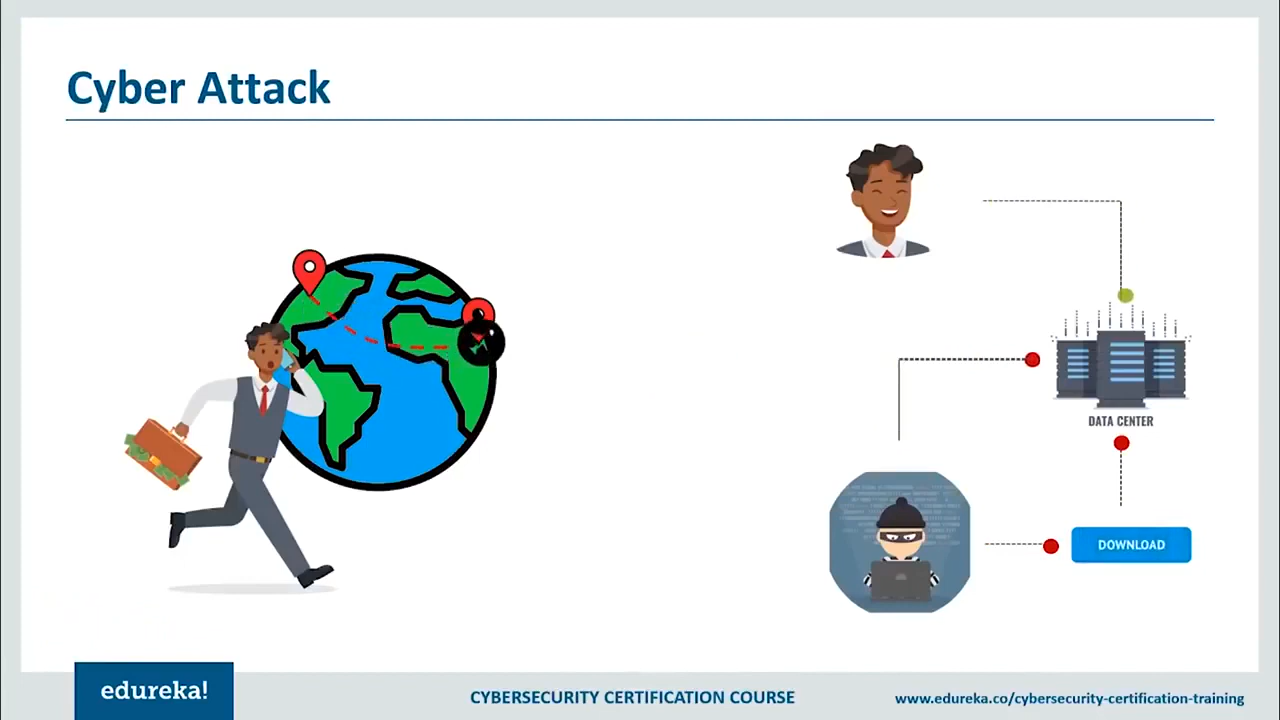 Cyber Attack
DATA CENTER
DOWNLOAD
edureka!
CYBERSECURITY CERTIFICATION COURSE
www.edureka.co/cybersecurity-certification-training